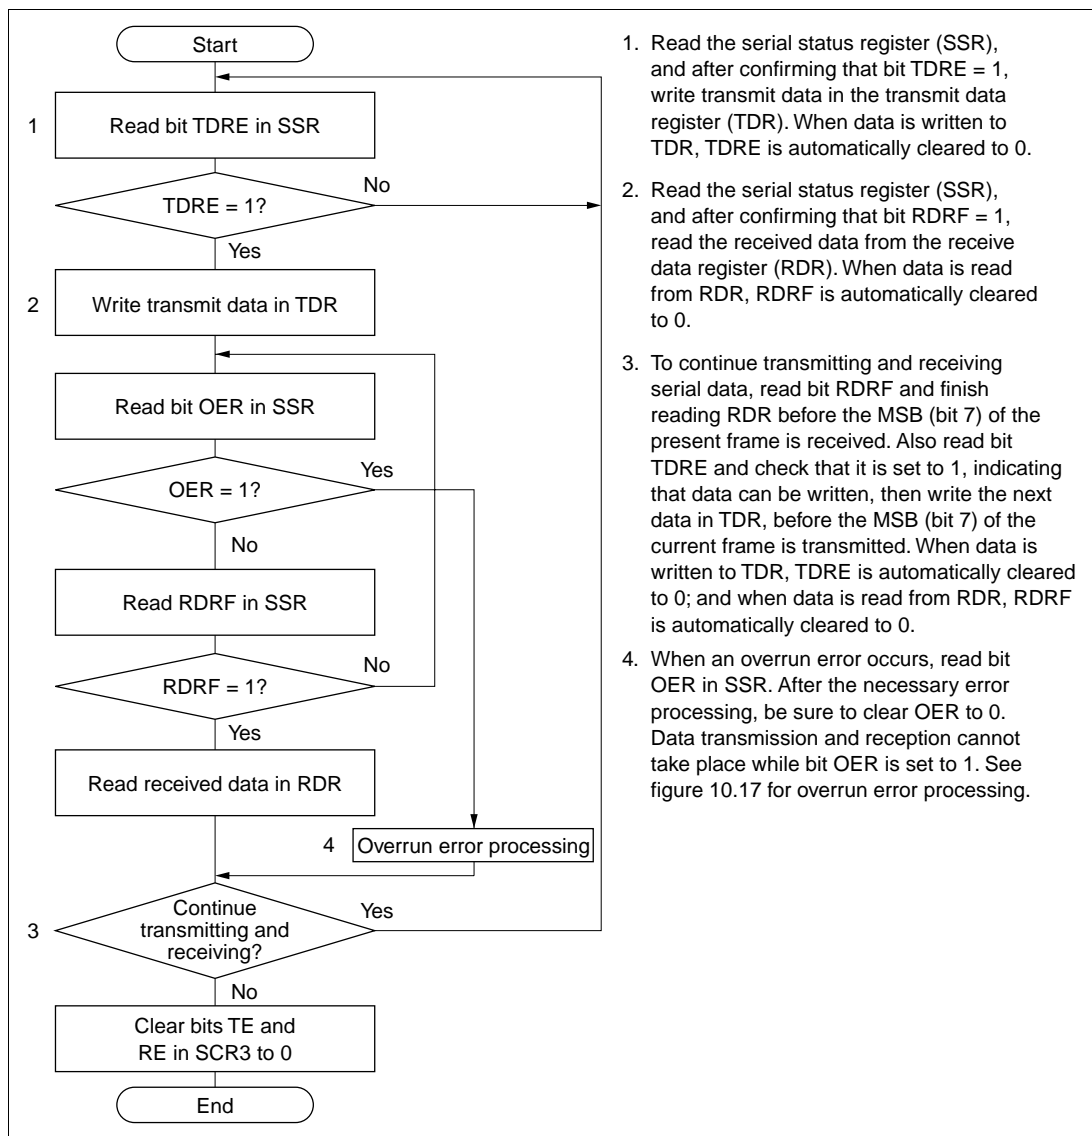 Start
1
Read bit TDRE in SSR
TDRE = 1?
No
Yes
2
Write transmit data in TDR
Read bit OER in SSR
OER = 1?
Yes
No
Read RDRF in SSR
RDRF = 1?
No
Yes
Read received data in RDR
4
Overrun error processing
3
Continue
transmitting and
receiving?
Yes
No
Clear bits TE and
RE in SCR3 to 0
End
1. Read the serial status register (SSR),
and after confirming that bit TDRE = 1,
write transmit data in the transmit data
register (TDR). When data is written to
TDR, TDRE is automatically cleared to 0.
2. Read the serial status register (SSR),
and after confirming that bit RDRF = 1,
read the received data from the receive
data register (RDR). When data is read
from RDR, RDRF is automatically cleared
to 0.
3. To continue transmitting and receiving
serial data, read bit RDRF and finish
reading RDR before the MSB (bit 7) of the
present frame is received. Also read bit
TDRE and check that it is set to 1, indicating
that data can be written, then write the next
data in TDR, before the MSB (bit 7) of the
current frame is transmitted. When data is
written to TDR, TDRE is automatically cleared
to 0; and when data is read from RDR, RDRF
is automatically cleared to 0.
4. When an overrun error occurs, read bit
OER in SSR. After the necessary error
processing, be sure to clear OER to 0.
Data transmission and reception cannot
take place while bit OER is set to 1. See
figure 10.17 for overrun error processing.